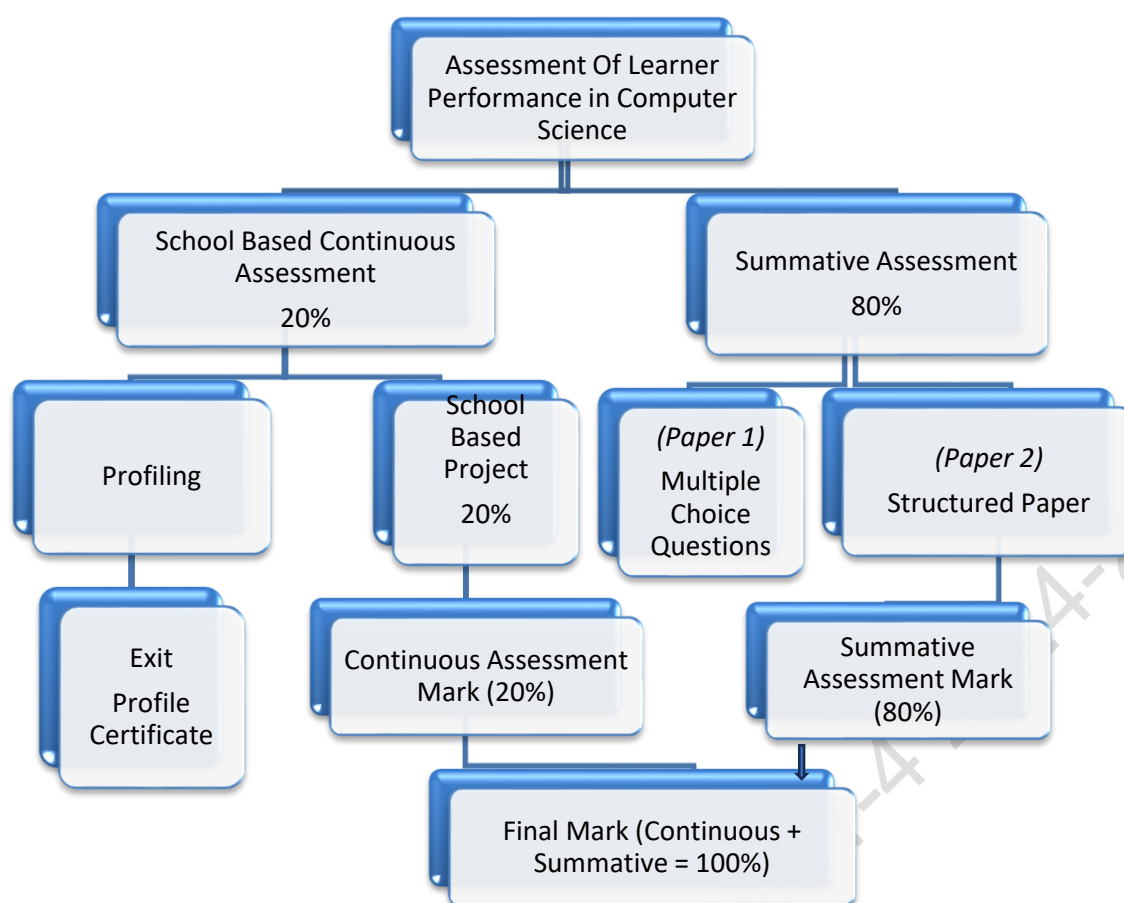 Assessment Of Learner
Performance in Computer
Science
School Based Continuous
Assessment
20%
Summative Assessment
80%
Profiling
School
Based
Project
20%
(Paper 1)
Multiple
Choice
Questions
(Paper 2)
Structured Paper
Exit
Profile
Certificate
Continuous Assessment
Mark (20%)
Summative
Assessment Mark
(80%)
Final Mark (Continuous +
Summative = 100%)